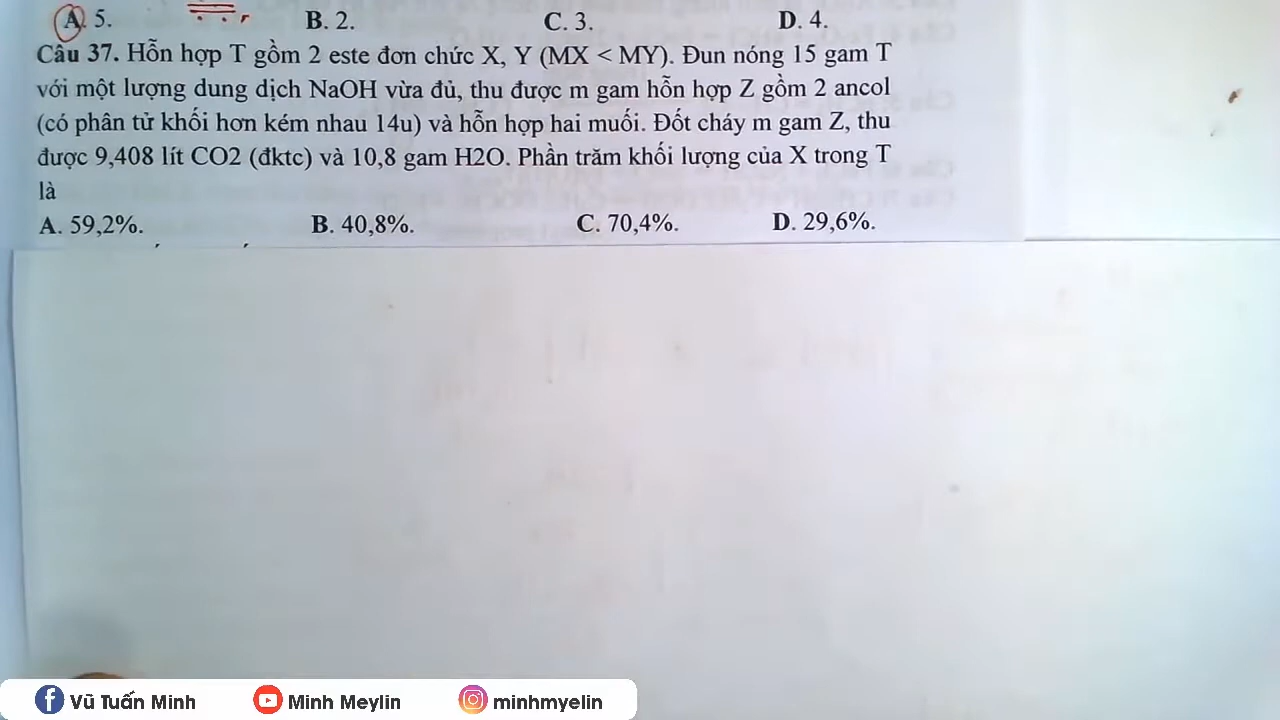 A. 5. B. 2. C. 3. D. 4.
Câu 37. Hỗn hợp T gồm 2 este đơn chức X, Y (MX < MY). Đun nóng 15 gam T
với một lượng dung dịch NaOH vừa đủ, thu được m gam hỗn hợp Z gồm 2 ancol
(có phân tử khối hơn kém nhau 14u) và hỗn hợp hai muối. Đốt cháy m gam Z, thu
được 9,408 lít CO2 (đktc) và 10,8 gam H2O. Phần trăm khối lượng của X trong T
là
A. 59,2%. B. 40,8%. C. 70,4%. D. 29,6%.
Vũ Tuấn Minh Minh Meylin minhmyelin